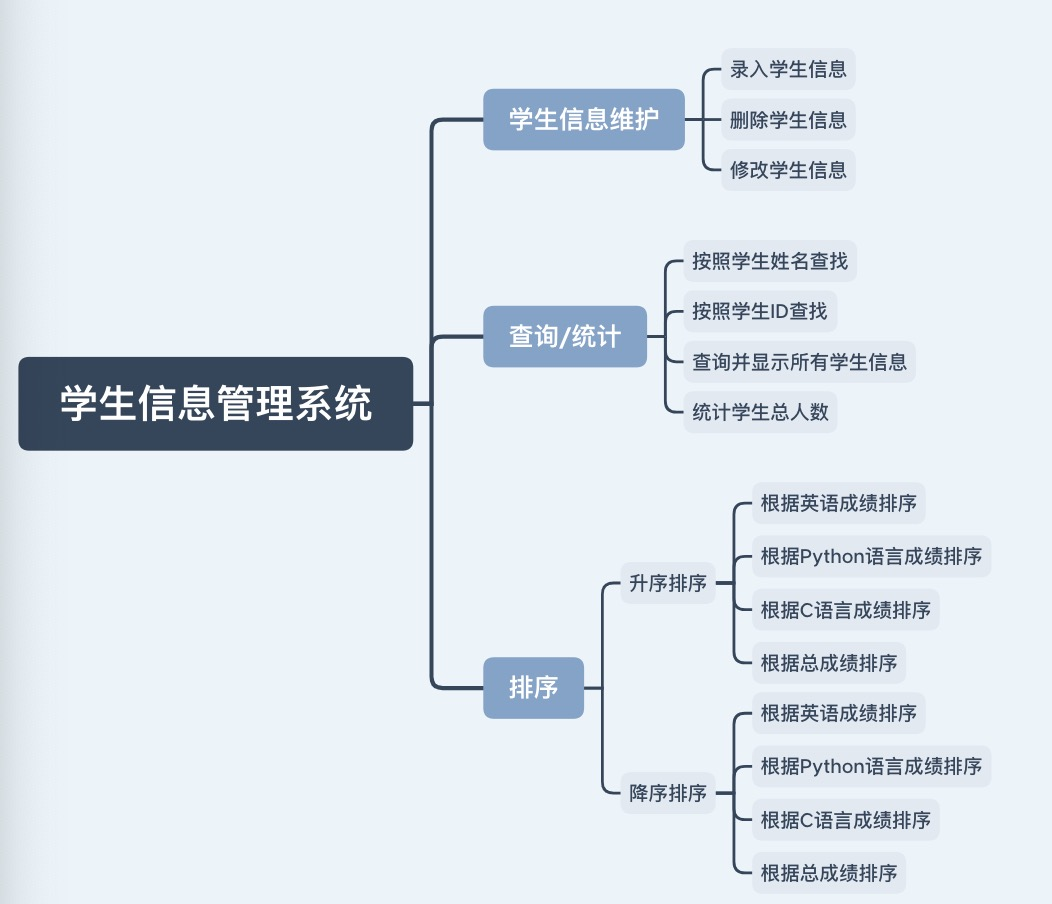 学生信息管理系统
学生信息维护
录入学生信息
删除学生信息
修改学生信息
查询/统计
按照学生姓名查找
按照学生ID查找
查询并显示所有学生信息
统计学生总人数
排序
升序排序
根据英语成绩排序
根据Python语言成绩排序
根据C语言成绩排序
根据总成绩排序
降序排序
根据英语成绩排序
根据Python语言成绩排序
根据C语言成绩排序
根据总成绩排序